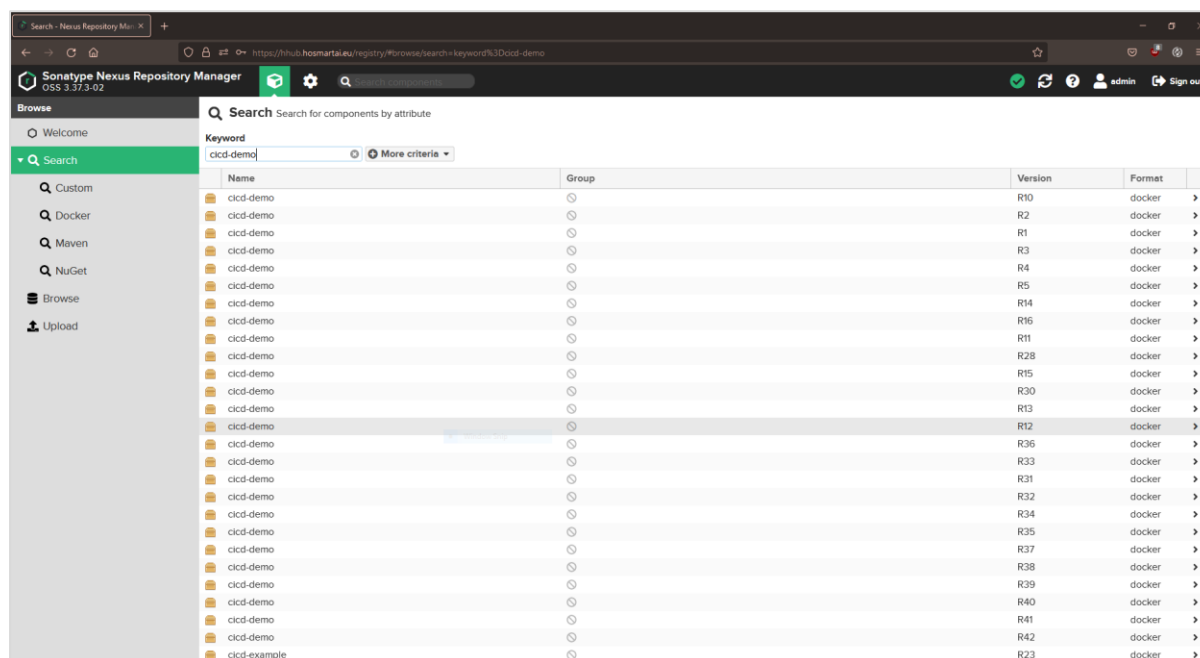 Search - Nexus Repository Man
https://hhub.hosmartai.eu/registry/#browse/search=keyword%3Dcicd-demo
Sonatype Nexus Repository Manager
OSS 3.37.3-02
Search components
admin
Sign ou
Browse
Welcome
Search
Custom
Docker
Maven
NuGet
Browse
Upload
Search Search for components by attribute
Keyword
cicd-demo More criteria
Name Group Version Format
cicd-demo R10 docker
cicd-demo R2 docker
cicd-demo R1 docker
cicd-demo R3 docker
cicd-demo R4 docker
cicd-demo R5 docker
cicd-demo R14 docker
cicd-demo R16 docker
cicd-demo R11 docker
cicd-demo R28 docker
cicd-demo R15 docker
cicd-demo R30 docker
cicd-demo R13 docker
cicd-demo R12 docker
cicd-demo R36 docker
cicd-demo R33 docker
cicd-demo R31 docker
cicd-demo R32 docker
cicd-demo R34 docker
cicd-demo R35 docker
cicd-demo R37 docker
cicd-demo R38 docker
cicd-demo R39 docker
cicd-demo R40 docker
cicd-demo R41 docker
cicd-demo R42 docker
cicd-example R23 docker